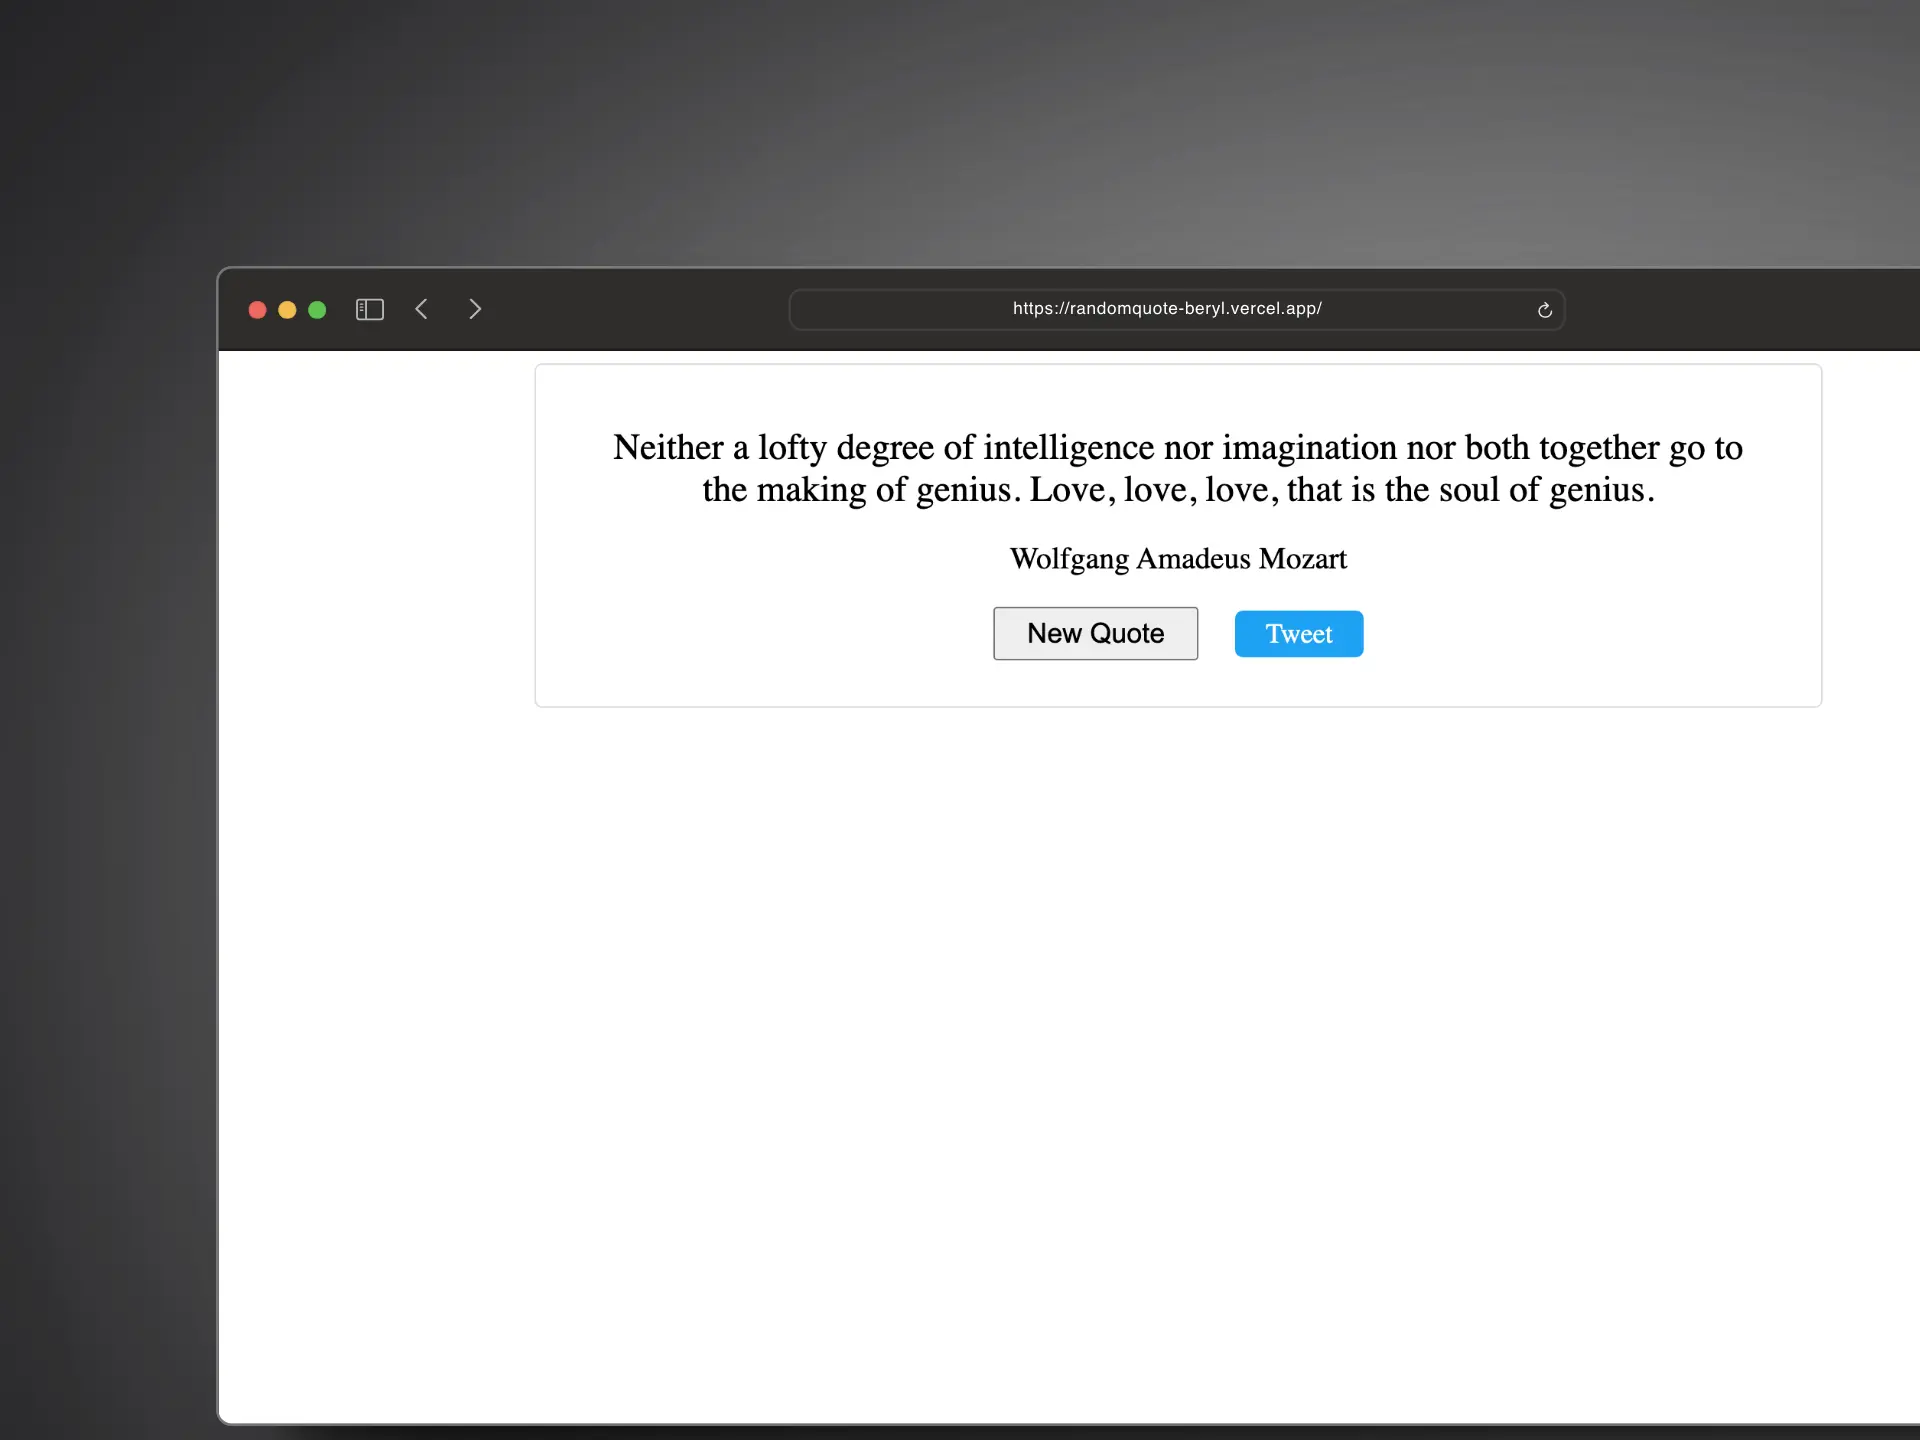 https://randomquote-beryl.vercel.app/
Neither a lofty degree of intelligence nor imagination nor both together go to
the making of genius. Love, love, love, that is the soul of genius.
Wolfgang Amadeus Mozart
New Quote
Tweet